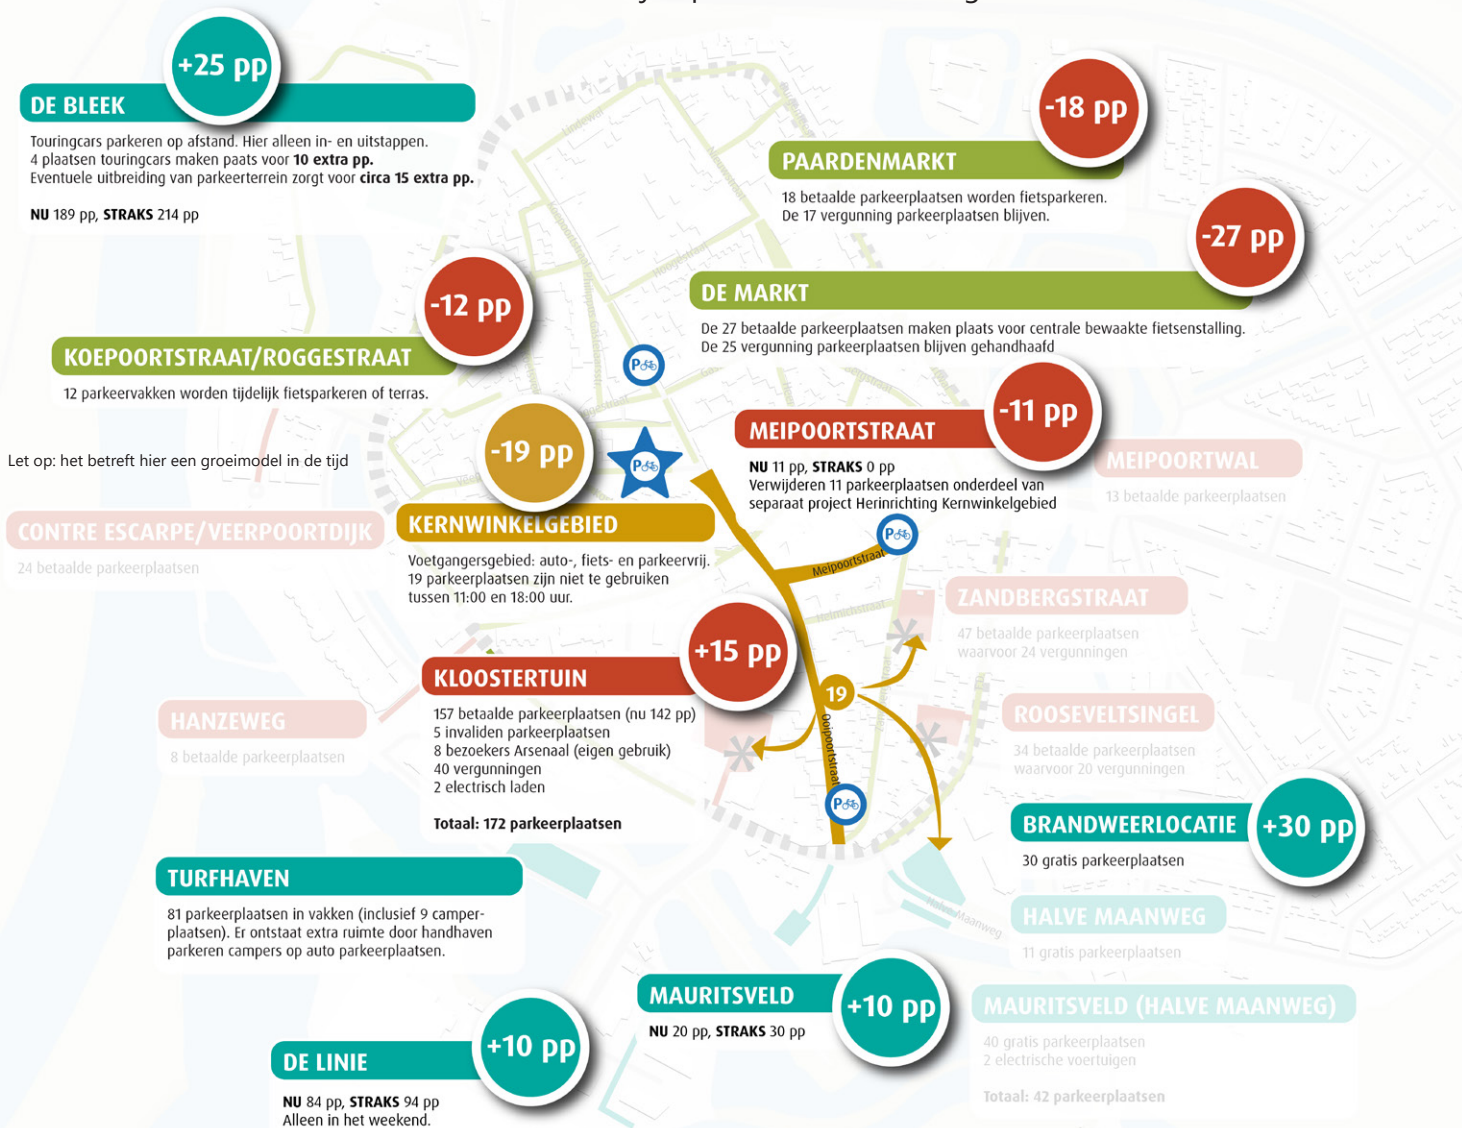 +25 pp
DE BLEEK
Touringcars parkeren op afstand. Hier alleen in- en uitstappen.
4 plaatsen touringcars maken paats voor 10 extra pp.
Eventuele uitbreiding van parkeerterrein zorgt voor circa 15 extra pp.
NU 189 pp, STRAKS 214 pp
-18 pp
PAARDENMARKT
18 betaalde parkeerplaatsen worden fietsparkeren.
De 17 vergunning parkeerplaatsen blijven.
-27 pp
DE MARKT
De 27 betaalde parkeerplaatsen maken plaats voor centrale bewaakte fietsenstalling.
De 25 vergunning parkeerplaatsen blijven gehandhaafd
-12 pp
KOEPOORTSTRAAT/ROGGESTRAAT
12 parkeervakken worden tijdelijk fietsparkeren of terras.
Let op: het betreft hier een groeimodel in de tijd
-11 pp
MEIPOORTSTRAAT
NU 11 pp, STRAKS 0 pp
Verwijderen 11 parkeerplaatsen onderdeel van
separaat project Herinrichting Kernwinkelgebied
MEIPOORTWAL
13 betaalde parkeerplaatsen
CONTRE ESCARPE/VEERPOORTDIJK
24 betaalde parkeerplaatsen
-19 pp
KERNWINKELGEBIED
Voetgangersgebied: auto-, fiets- en parkeervrij.
19 parkeerplaatsen zijn niet te gebruiken
tussen 11:00 en 18:00 uur.
ZANDBERGSTRAAT
47 betaalde parkeerplaatsen
waarvoor 24 vergunningen
+15 pp
KLOOSTERTUIN
157 betaalde parkeerplaatsen (nu 142 pp)
5 invaliden parkeerplaatsen
8 bezoekers Arsenaal (eigen gebruik)
40 vergunningen
2 electrisch laden
Totaal: 172 parkeerplaatsen
HANZEWEG
8 betaalde parkeerplaatsen
ROOSEVELTSINGEL
34 betaalde parkeerplaatsen
waarvoor 20 vergunningen
BRANDWEERLOCATIE
+30 pp
30 gratis parkeerplaatsen
HALVE MAANWEG
11 gratis parkeerplaatsen
TURFHAVEN
81 parkeerplaatsen in vakken (inclusief 9 camper-
plaatsen). Er ontstaat extra ruimte door handhaven
parkeren campers op auto parkeerplaatsen.
MAURITSVELD
+10 pp
NU 20 pp, STRAKS 30 pp
MAURITSVELD (HALVE MAANWEG)
40 gratis parkeerplaatsen
2 electrische voertuigen
Totaal: 42 parkeerplaatsen
DE LINIE
+10 pp
NU 84 pp, STRAKS 94 pp
Alleen in het weekend.
Lindewal
Nieuwstraat
Koepoortstraat
Philippus Gastelaarsstr
Hoogestraat
P
P
P
P
Meipoortstraat
Heinrichstraat
19
Ooipoortstraat
Halve Maanweg